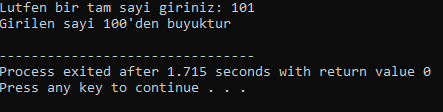 Lutfen bir tam sayi giriniz: 101
Girilen sayi 100'den buyuktur
--------------------------------
Process exited after 1.715 seconds with return value 0
Press any key to continue . . .